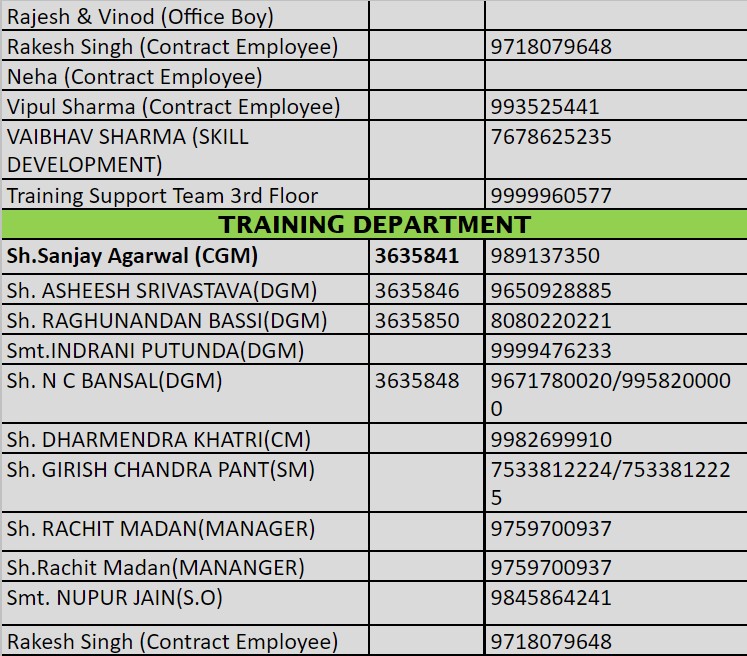 Rajesh & Vinod (Office Boy)
Rakesh Singh (Contract Employee) 9718079648
Neha (Contract Employee)
Vipul Sharma (Contract Employee) 993525441
VAIBHAV SHARMA (SKILL 7678625235
DEVELOPMENT)
Training Support Team 3rd Floor 9999960577
TRAINING DEPARTMENT
Sh.Sanjay Agarwal (CGM) 3635841 989137350
Sh. ASHEESH SRIVASTAVA(DGM) 3635846 9650928885
Sh. RAGHUNANDAN BASSI(DGM) 3635850 8080220221
Smt.INDRANI PUTUNDA(DGM) 9999476233
Sh. N C BANSAL(DGM) 3635848 9671780020/995820000
0
Sh. DHARMENDRA KHATRI(CM) 9982699910
Sh. GIRISH CHANDRA PANT(SM) 7533812224/753381222
5
Sh. RACHIT MADAN(MANAGER) 9759700937
Sh.Rachit Madan(MANANGER) 9759700937
Smt. NUPUR JAIN(S.O) 9845864241
Rakesh Singh (Contract Employee) 9718079648